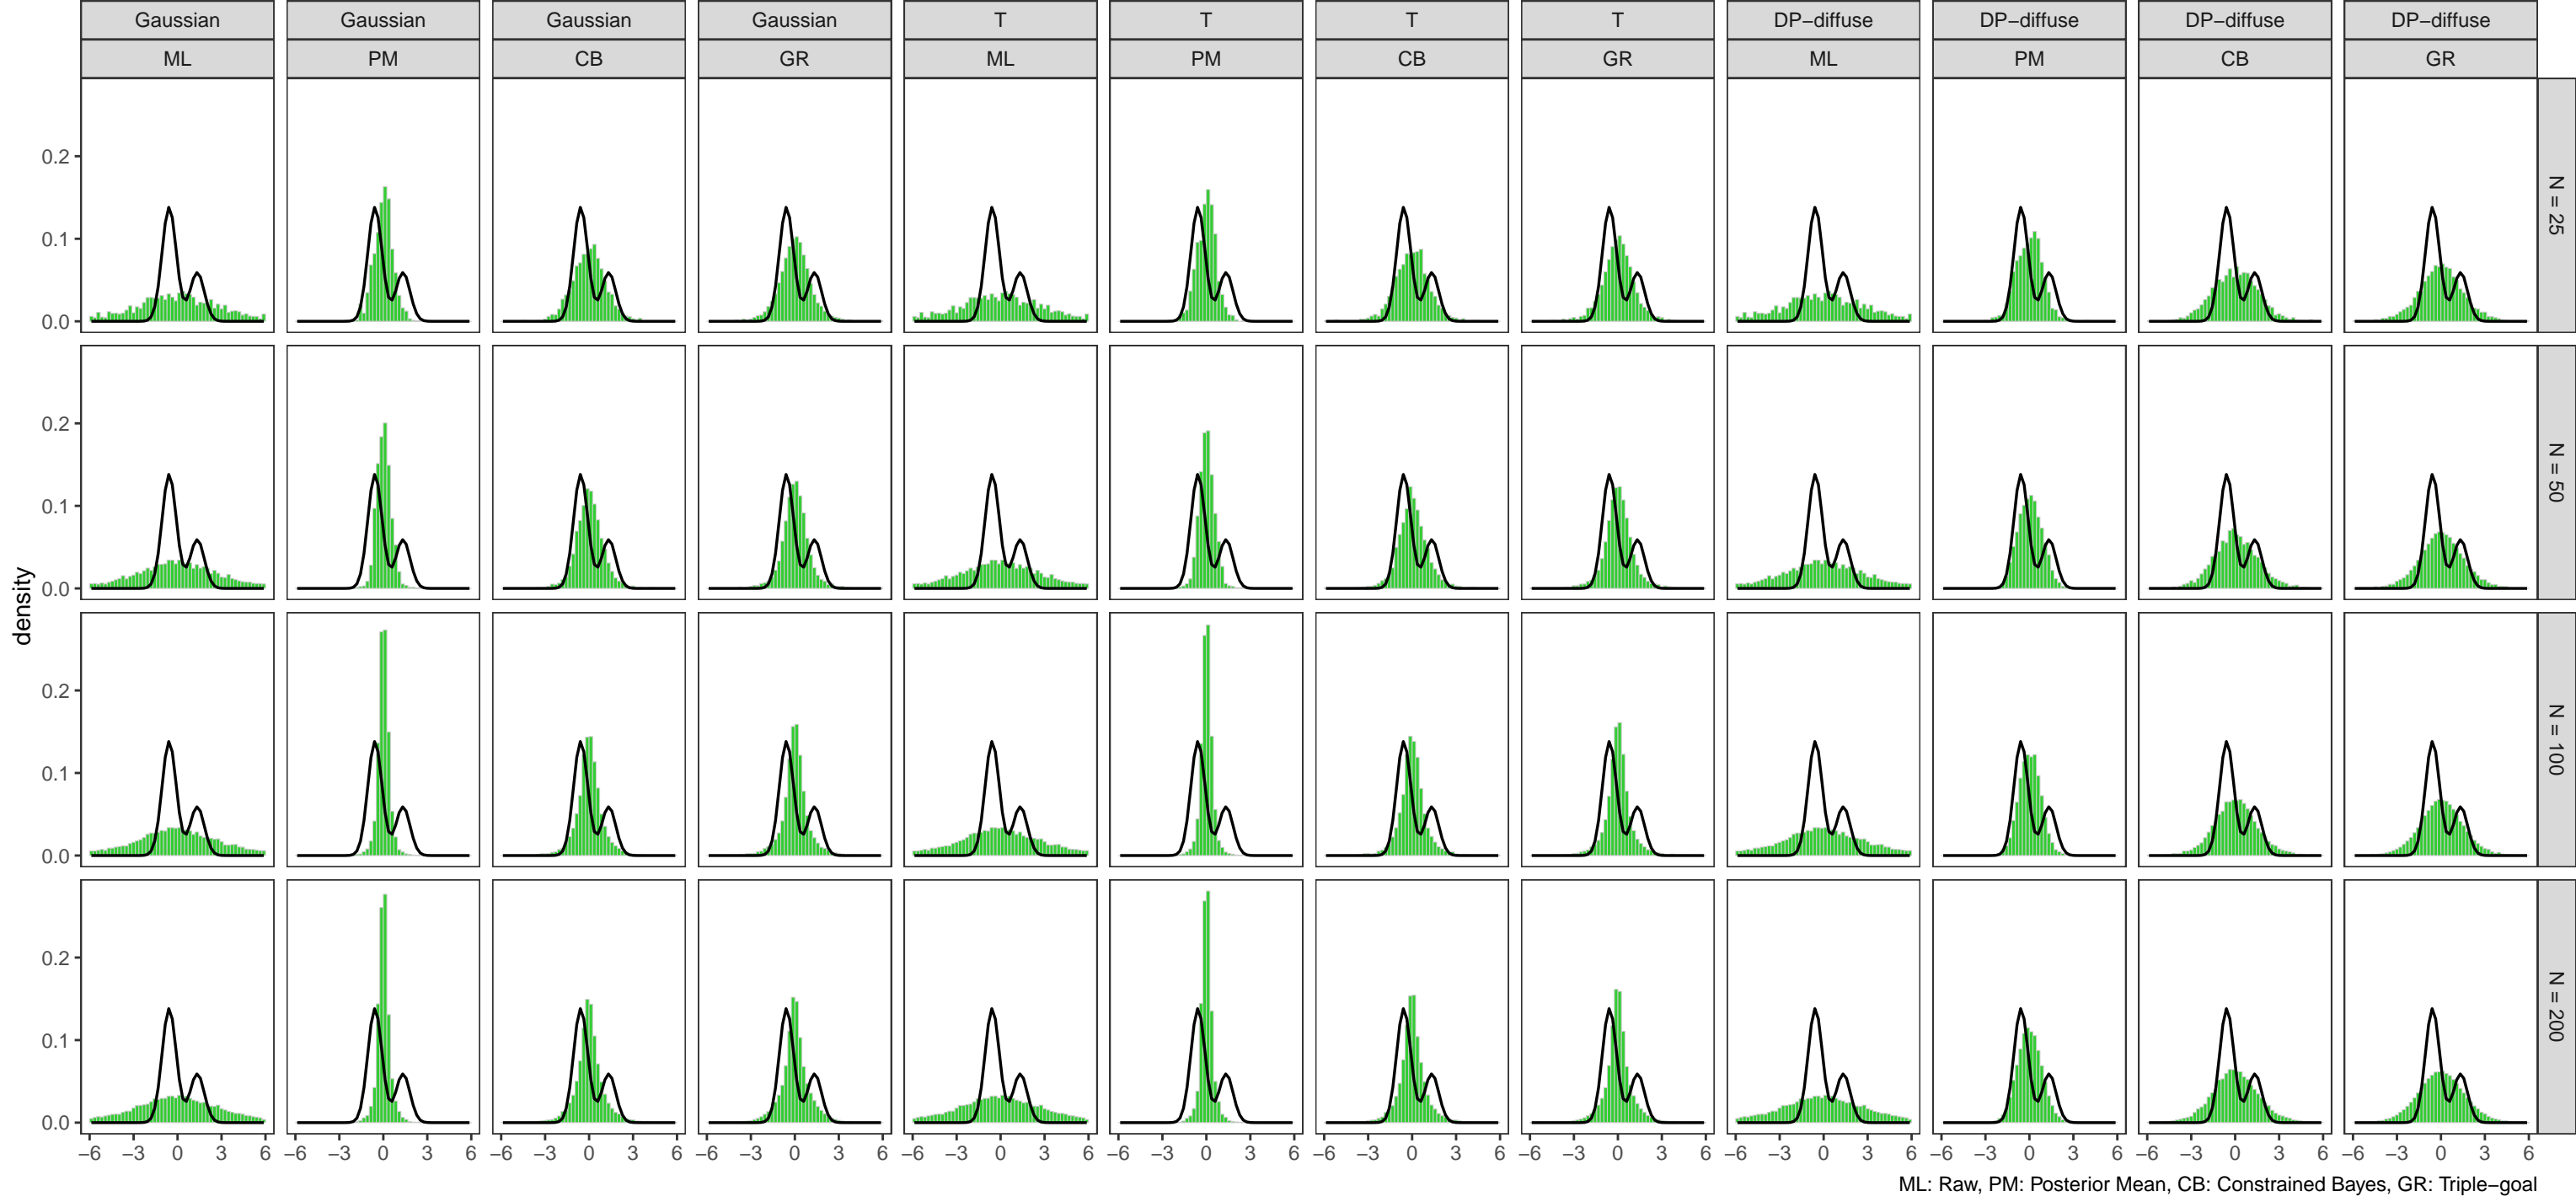 Gaussian Gaussian Gaussian Gaussian T T T T DP−diffuse DP−diffuse DP−diffuse DP−diffuse
ML PM CB GR ML PM CB GR ML PM CB GR
0.2
0.1
0.0
N = 25
0.2
0.1
0.0
N = 50
0.2
0.1
0.0
N = 100
0.2
0.1
0.0
N = 200
density
−6 −3 0 3 6 −6 −3 0 3 6 −6 −3 0 3 6 −6 −3 0 3 6 −6 −3 0 3 6 −6 −3 0 3 6 −6 −3 0 3 6 −6 −3 0 3 6 −6 −3 0 3 6 −6 −3 0 3 6 −6 −3 0 3 6 −6 −3 0 3 6
ML: Raw, PM: Posterior Mean, CB: Constrained Bayes, GR: Triple−goal